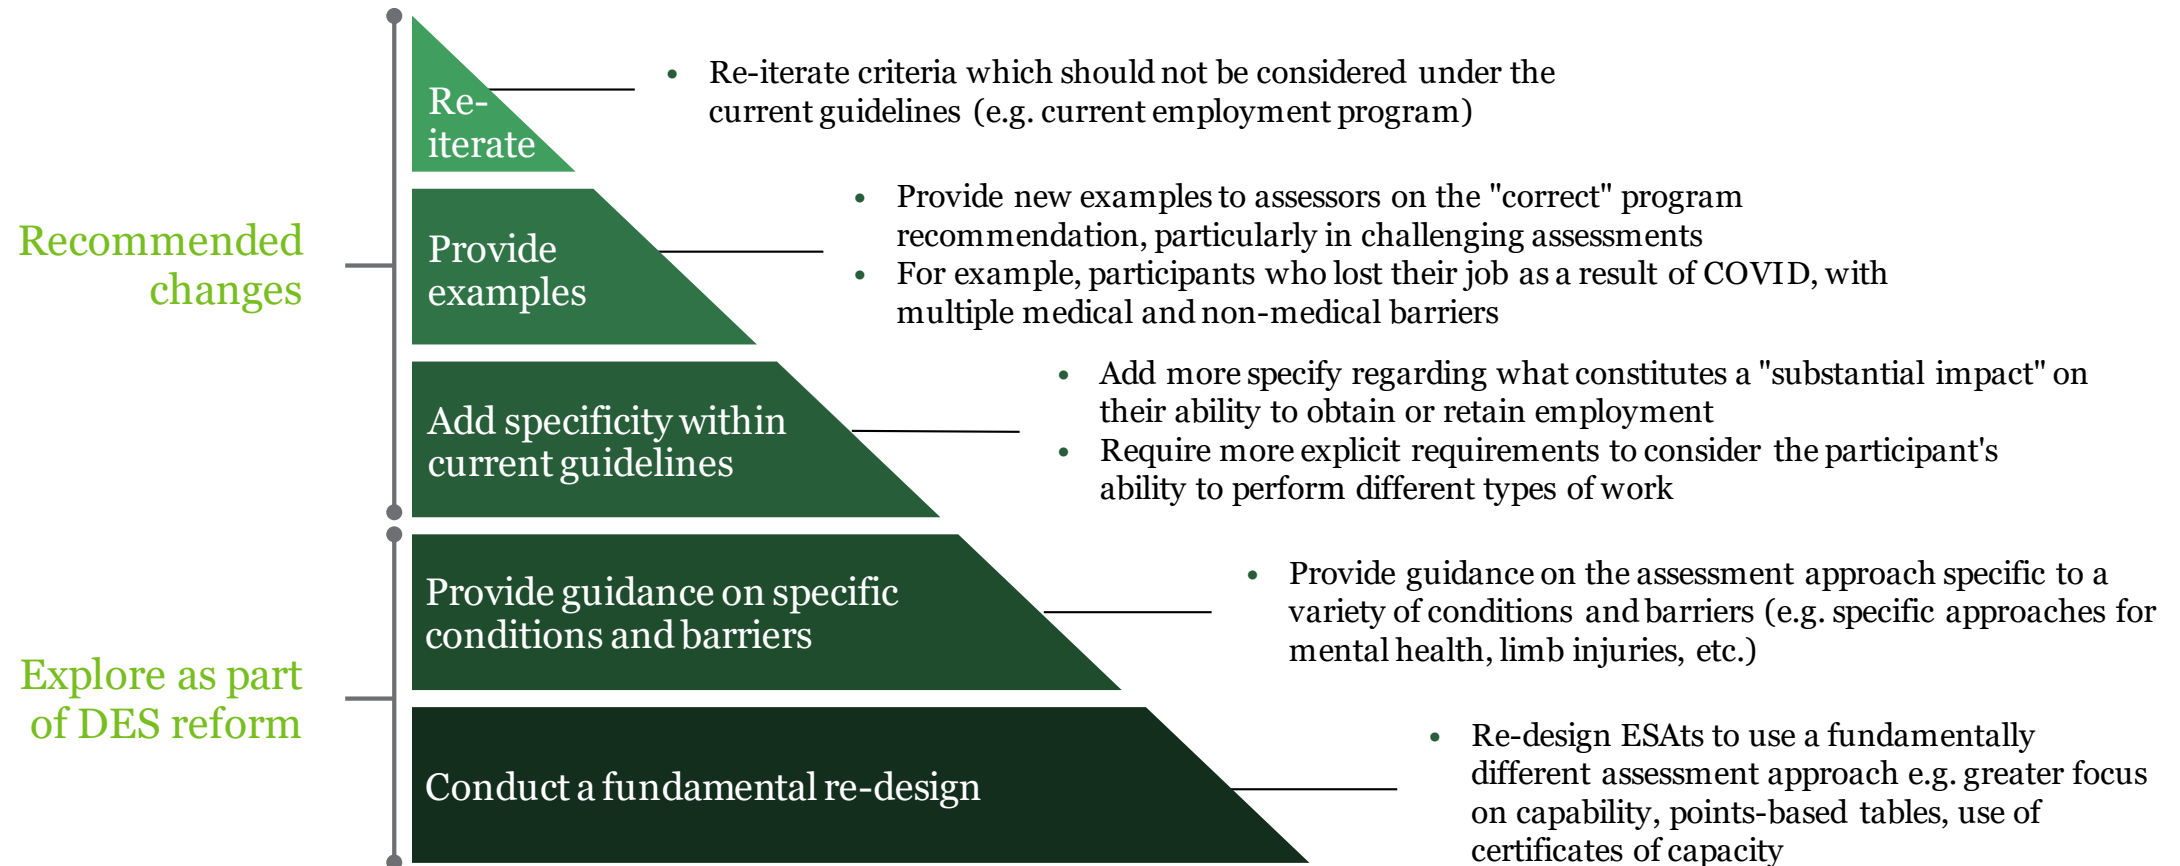 Recommended
changes
Re-
iterate
• Re-iterate criteria which should not be considered under the
current guidelines (e.g. current employment program)
Provide
examples
• Provide new examples to assessors on the "correct" program
recommendation, particularly in challenging assessments
• For example, participants who lost their job as a result of COVID, with
multiple medical and non-medical barriers
Add specificity within
current guidelines
• Add more specify regarding what constitutes a "substantial impact" on
their ability to obtain or retain employment
• Require more explicit requirements to consider the participant's
ability to perform different types of work
Explore as part
of DES reform
Provide guidance on specific
conditions and barriers
• Provide guidance on the assessment approach specific to a
variety of conditions and barriers (e.g. specific approaches for
mental health, limb injuries, etc.)
Conduct a fundamental re-design
• Re-design ESAts to use a fundamentally
different assessment approach e.g. greater focus
on capability, points-based tables, use of
certificates of capacity